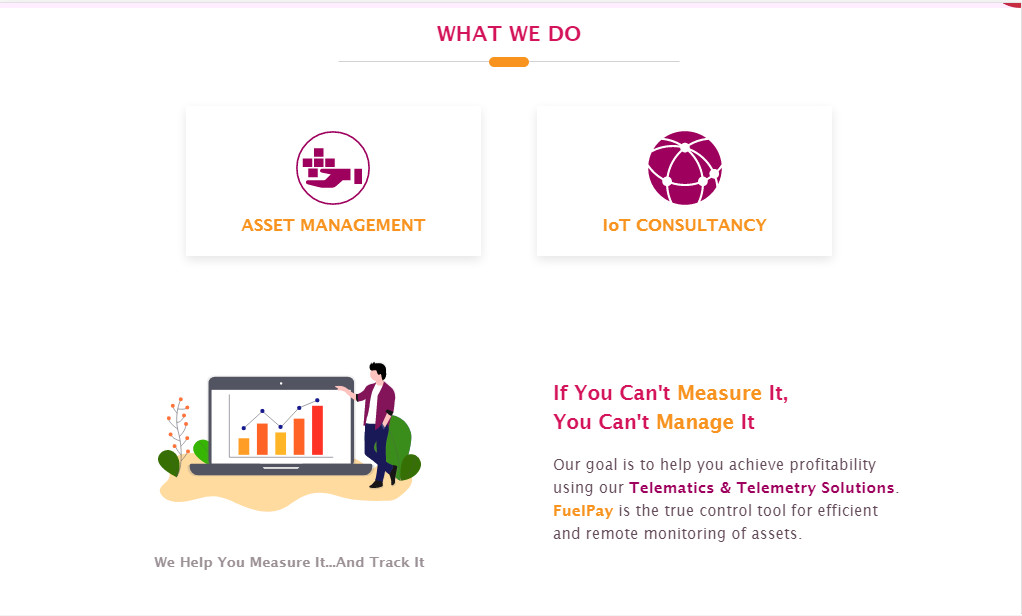 WHAT WE DO
ASSET MANAGEMENT
IoT CONSULTANCY
If You Can't Measure It,
You Can't Manage It
Our goal is to help you achieve profitability
using our Telematics & Telemetry Solutions.
FuelPay is the true control tool for efficient
and remote monitoring of assets.
We Help You Measure It...And Track It